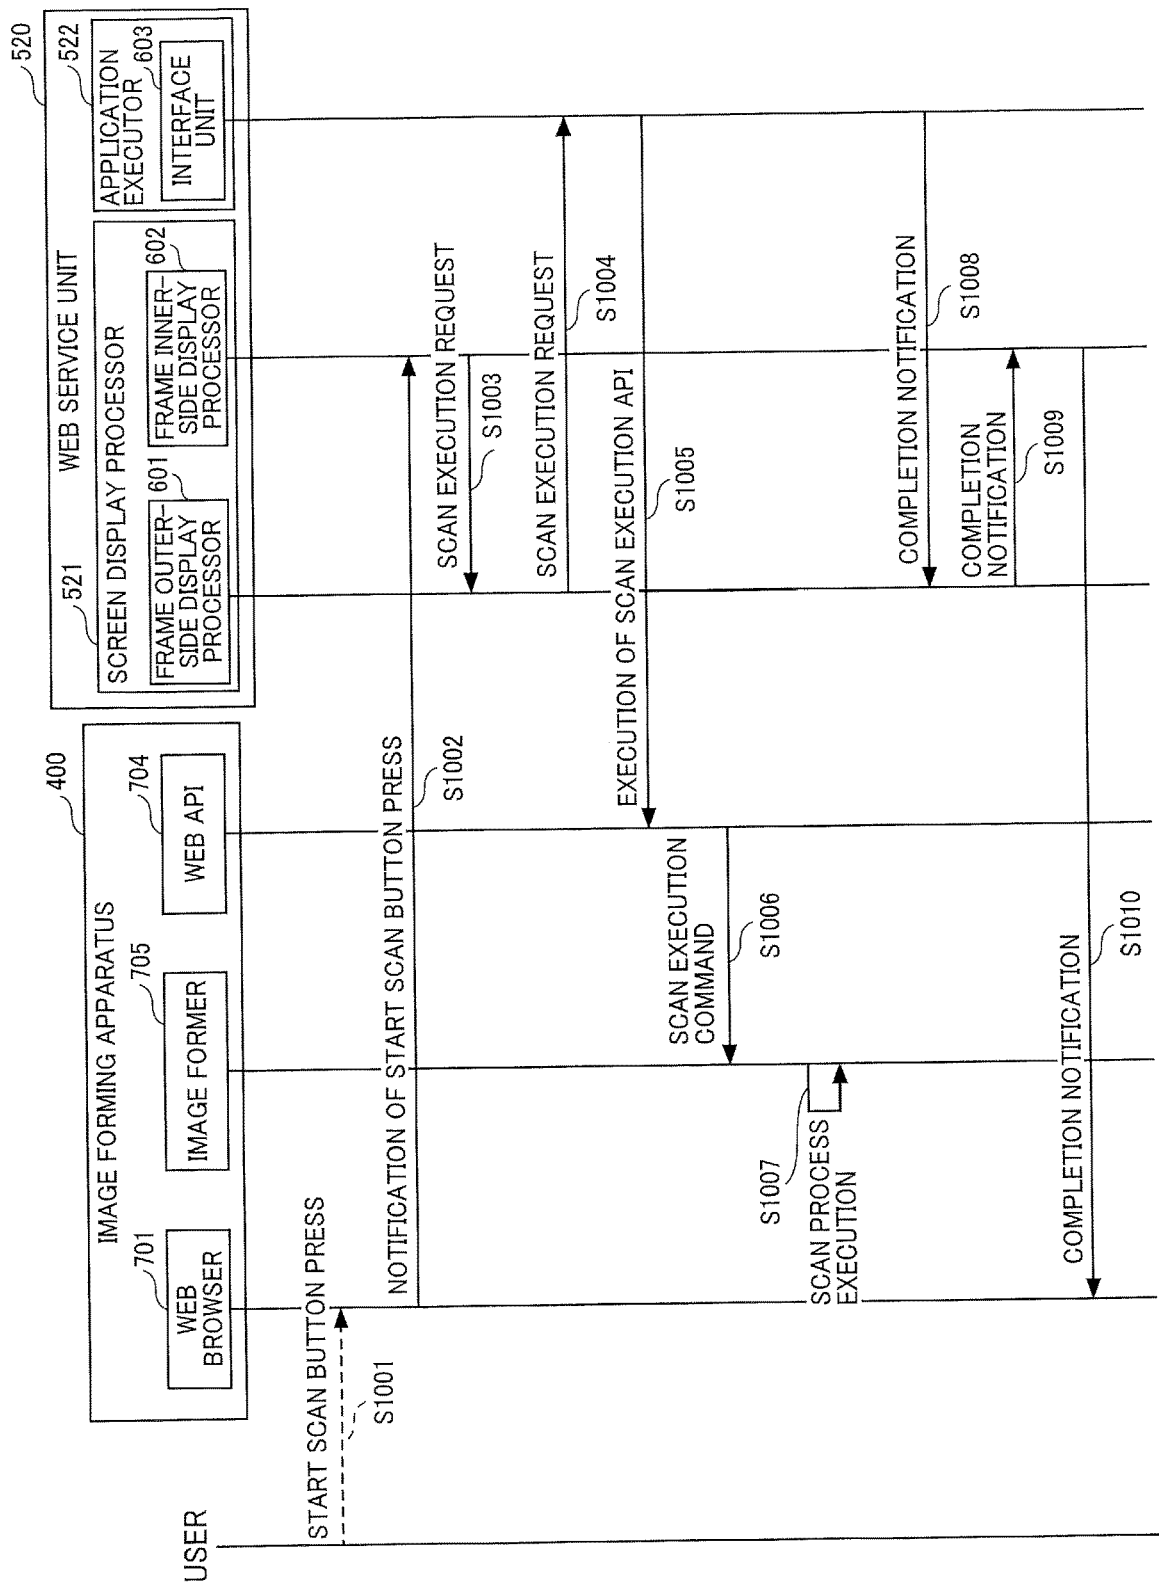 USER
IMAGE FORMING APPARATUS
400
WEB
BROWSER
701
IMAGE FORMER
705
WEB API
704
WEB SERVICE UNIT
520
SCREEN DISPLAY PROCESSOR
521
FRAME OUTER-
SIDE DISPLAY
PROCESSOR
601
FRAME INNER-
SIDE DISPLAY
PROCESSOR
602
APPLICATION
EXECUTOR
522
INTERFACE
UNIT
603
START SCAN BUTTON PRESS
S1001
NOTIFICATION OF START SCAN BUTTON PRESS
S1002
SCAN EXECUTION REQUEST
S1003
SCAN EXECUTION REQUEST
S1004
EXECUTION OF SCAN EXECUTION API
S1005
SCAN EXECUTION
COMMAND
S1006
S1007
SCAN PROCESS
EXECUTION
COMPLETION NOTIFICATION
S1008
COMPLETION
NOTIFICATION
S1009
COMPLETION NOTIFICATION
S1010